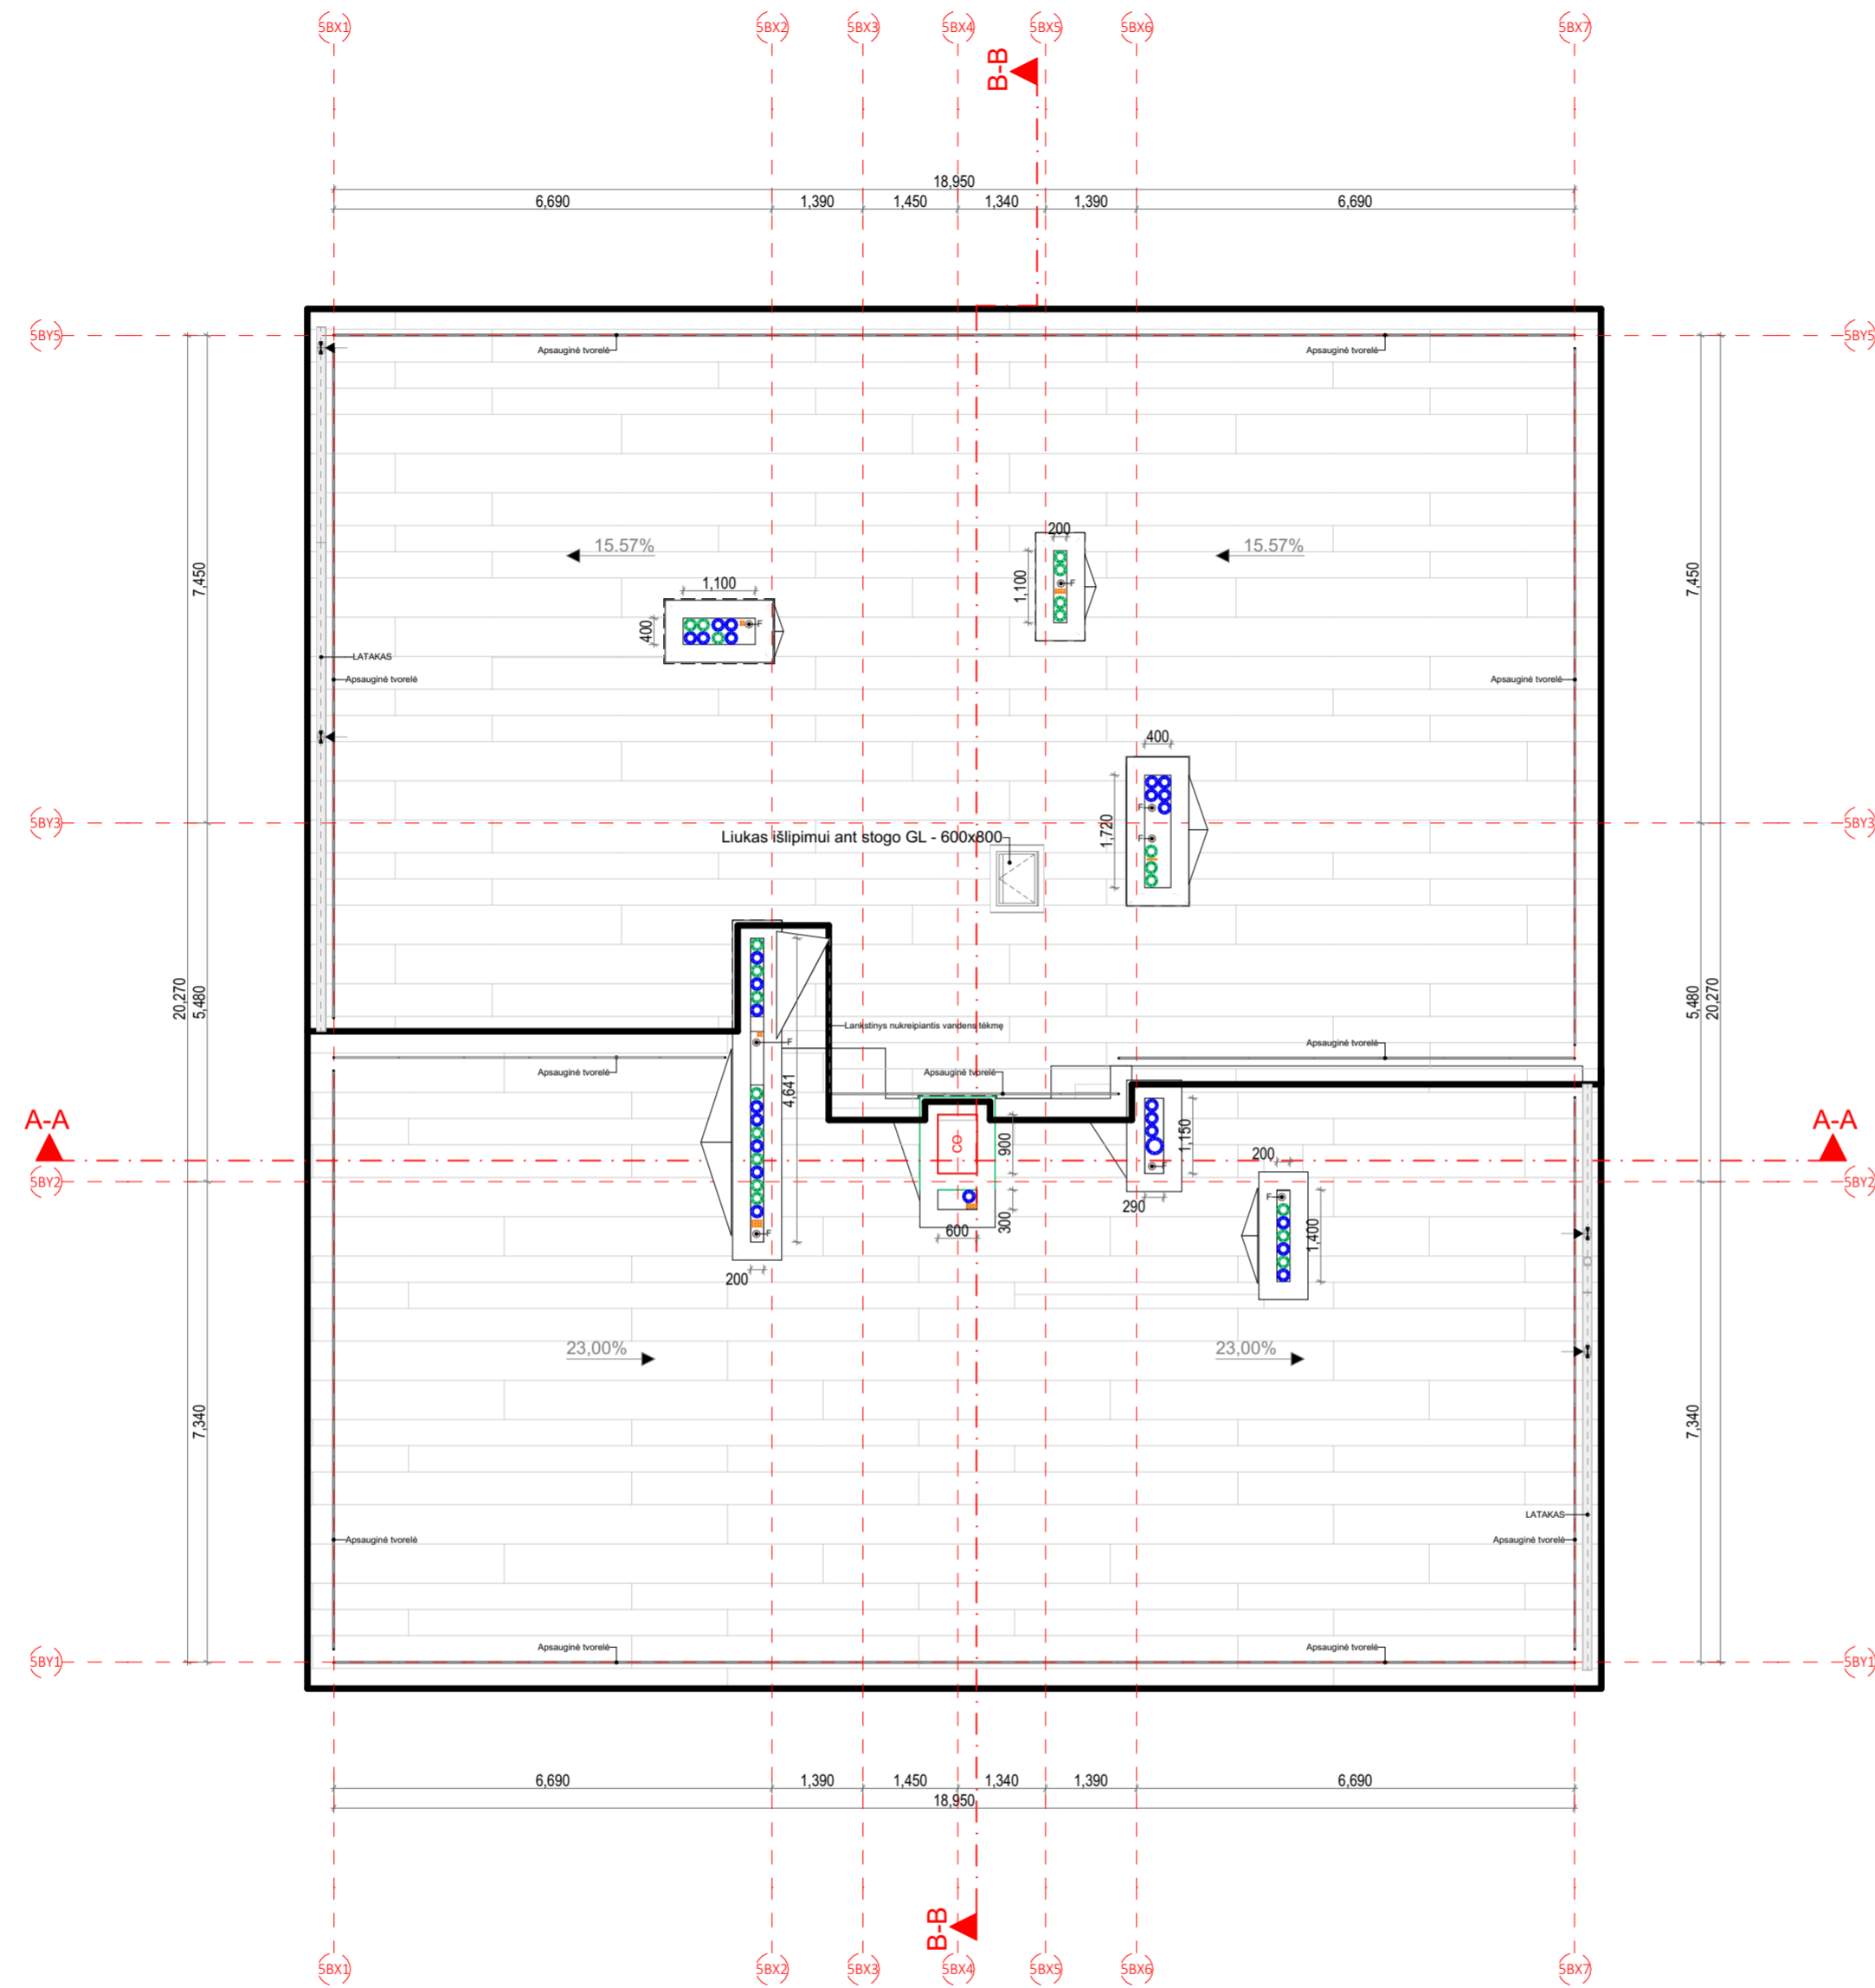 5BX1 5BX2 5BX3 5BX4 5BX5 5BX6 5BX7
B-B
18,950
6,690 1,390 1,450 1,340 1,390 6,690
5BY5 5BY5
Apsauginė tvorelė Apsauginė tvorelė
200
15.57% 15.57%
7,450 7,450
1,100 1,100
F
400 F
LATAKAS
Apsauginė tvorelė Apsauginė tvorelė
400
F
5BY3 5BY3
Liukas išlipimui ant stogo GL - 600x800
1,720
F
20,270 5,480 5,480 20,270
Lankstinys nukreipiantis vandens tėkmę
F
Apsauginė tvorelė
Apsauginė tvorelė Apsauginė tvorelė
4,641
A-A A-A
CO 900 1,150
200
F
5BY2 5BY2
F
290
300
600
1,400
F
200
23,00% 23,00%
7,340 7,340
LATAKAS
Apsauginė tvorelė Apsauginė tvorelė
Apsauginė tvorelė Apsauginė tvorelė
5BY1 5BY1
6,690 1,390 1,450 1,340 1,390 6,690
18,950
B-B
5BX1 5BX2 5BX3 5BX4 5BX5 5BX6 5BX7